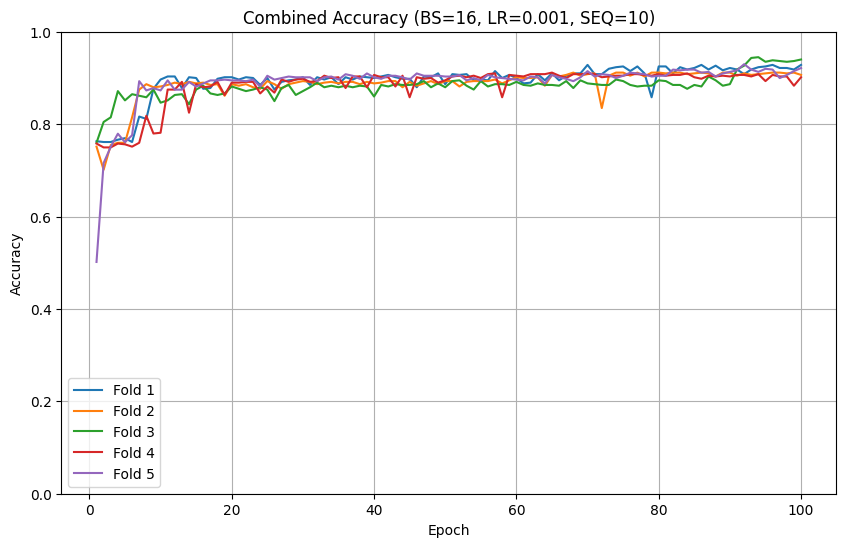 Combined Accuracy (BS=16, LR=0.001, SEQ=10)
1.0
0.8
0.6
0.4
0.2
0.0
Accuracy
Fold 1
Fold 2
Fold 3
Fold 4
Fold 5
0 20 40 60 80 100
Epoch